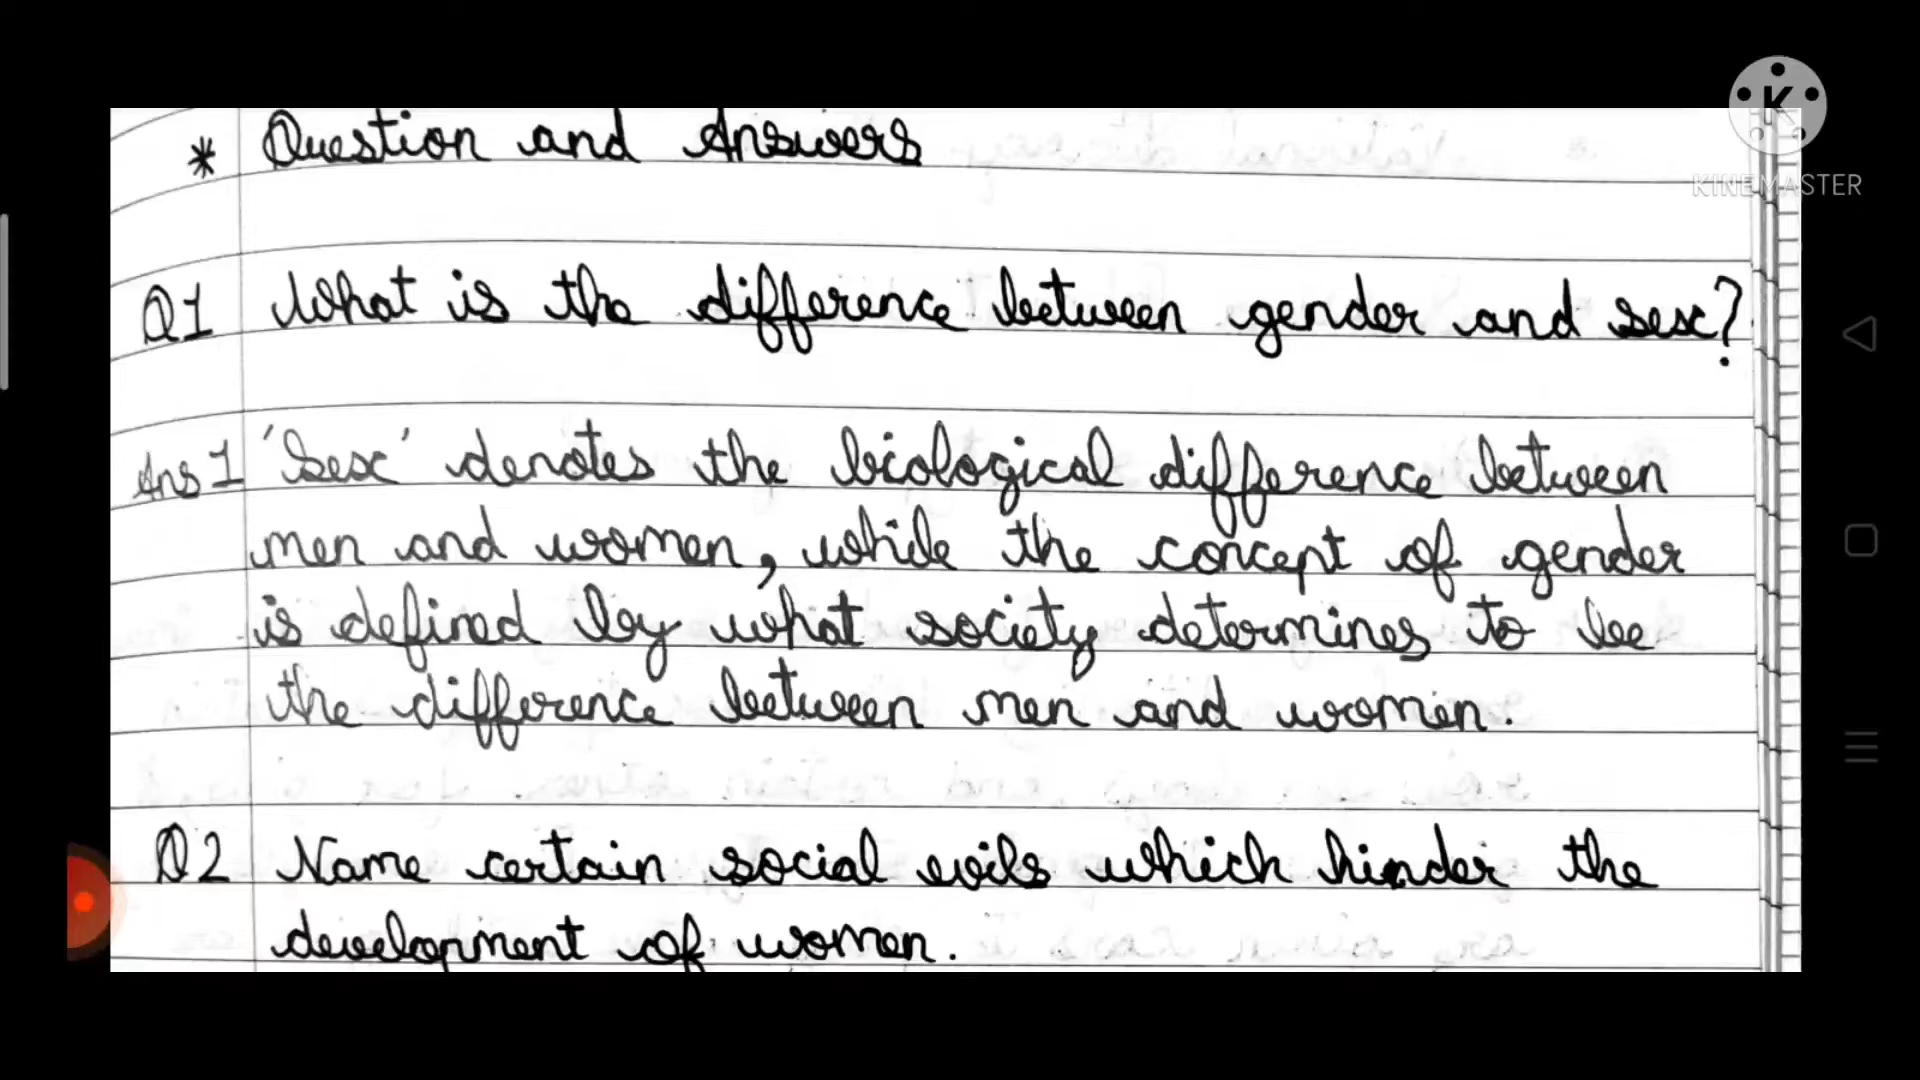 * Question and Answers
KINEMASTER
Q1 What is the difference between gender and sex?
Ans 1 'Sex' denotes the biological difference between
men and women, while the concept of gender
is defined by what society determines to be
the difference between men and women.
Q2 Name certain social evils which hinder the
development of women.